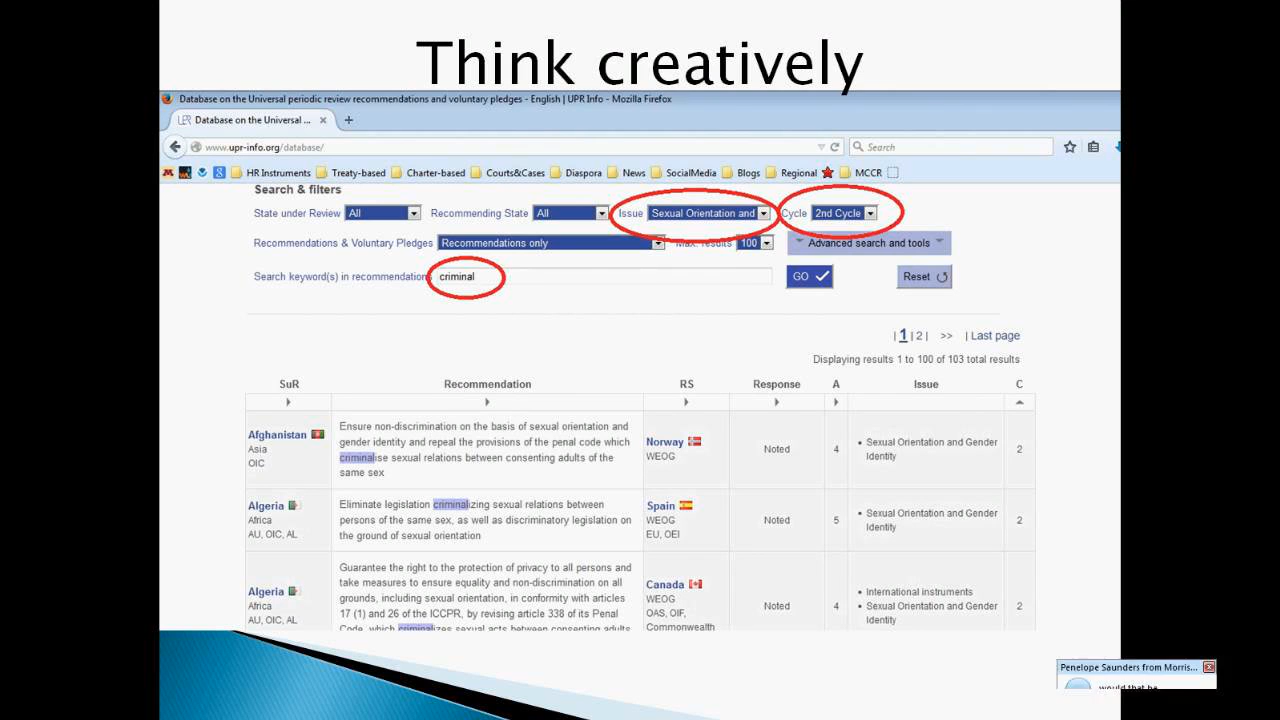 Think creatively
Database on the Universal periodic review recommendations and voluntary pledges - English | UPR Info - Mozilla Firefox
UPR Database on the Universal ... × +
www.upr-info.org/database/
Search
HR Instruments Treaty-based Charter-based Courts&Cases Diaspora News SocialMedia Blogs Regional MCCR
Search & filters
State under Review All Recommending State All Issue Sexual Orientation and Cycle 2nd Cycle
Recommendations & Voluntary Pledges Recommendations only Max. results 100 Advanced search and tools
Search keyword(s) in recommendations criminal GO Reset
| 1 | 2 | >> | Last page
Displaying results 1 to 100 of 103 total results
SuR Recommendation RS Response A Issue C
Afghanistan
Asia
OIC
Ensure non-discrimination on the basis of sexual orientation and
gender identity and repeal the provisions of the penal code which
criminalise sexual relations between consenting adults of the
same sex
Norway
WEOG
Noted
4
• Sexual Orientation and Gender
Identity
2
Algeria
Africa
AU, OIC, AL
Eliminate legislation criminalizing sexual relations between
persons of the same sex, as well as discriminatory legislation on
the ground of sexual orientation
Spain
WEOG
EU, OEI
Noted
5
• Sexual Orientation and Gender
Identity
2
Algeria
Africa
AU, OIC, AL
Guarantee the right to the protection of privacy to all persons and
take measures to ensure equality and non-discrimination on all
grounds, including sexual orientation, in conformity with articles
17 (1) and 26 of the ICCPR, by revising article 338 of its Penal
Code, which criminalizes sexual acts between consenting adults
Canada
WEOG
OAS, OIF,
Commonwealth
Noted
4
• International instruments
• Sexual Orientation and Gender
Identity
2
Penelope Saunders from Morris...
would that be